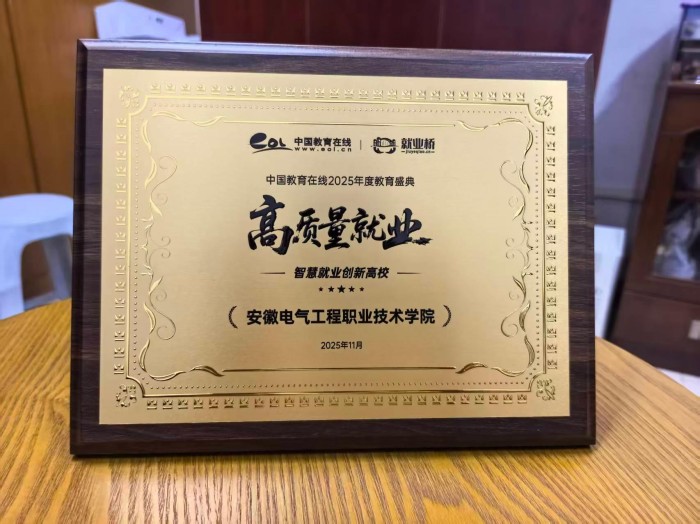 eol 中国教育在线 就业桥
www.eol.cn
中国教育在线2025年度教育盛典
高质量就业
智慧就业创新高校
★★★★★
(安徽电气工程职业技术学院)
2025年11月